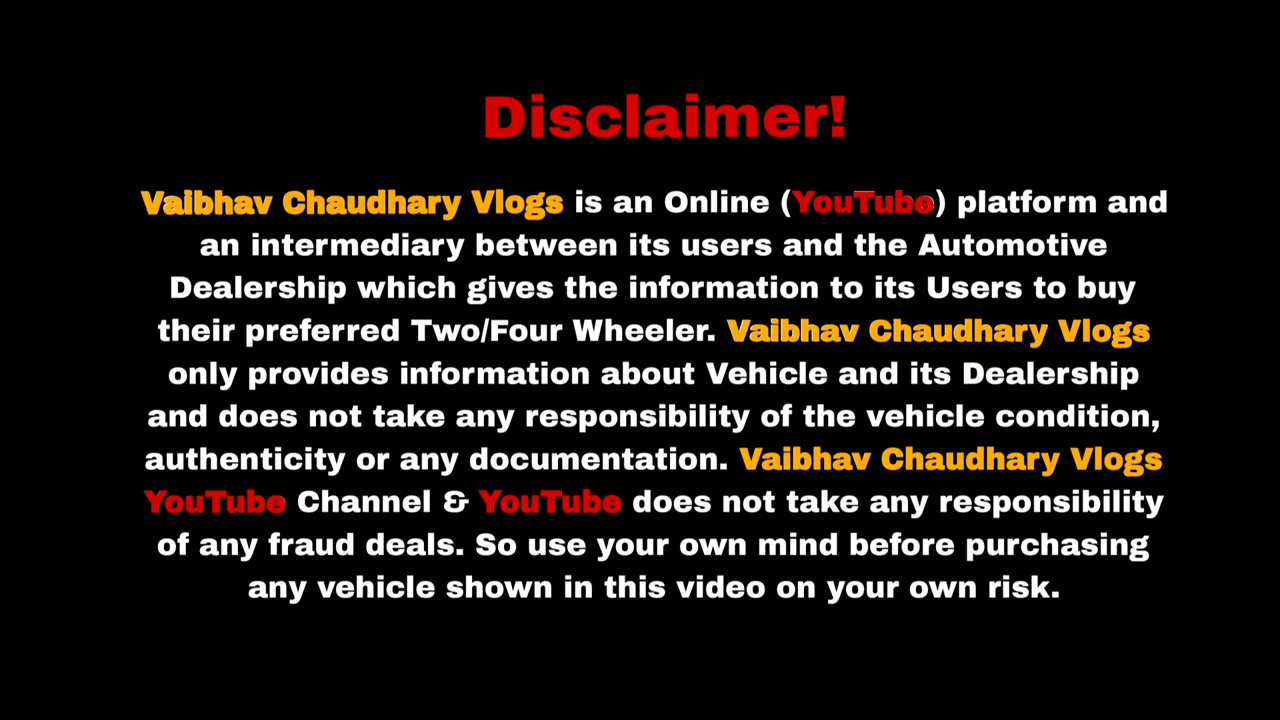 Disclaimer!
Vaibhav Chaudhary Vlogs is an Online (YouTube) platform and
an intermediary between its users and the Automotive
Dealership which gives the information to its Users to buy
their preferred Two/Four Wheeler. Vaibhav Chaudhary Vlogs
only provides information about Vehicle and its Dealership
and does not take any responsibility of the vehicle condition,
authenticity or any documentation. Vaibhav Chaudhary Vlogs
YouTube Channel & YouTube does not take any responsibility
of any fraud deals. So use your own mind before purchasing
any vehicle shown in this video on your own risk.